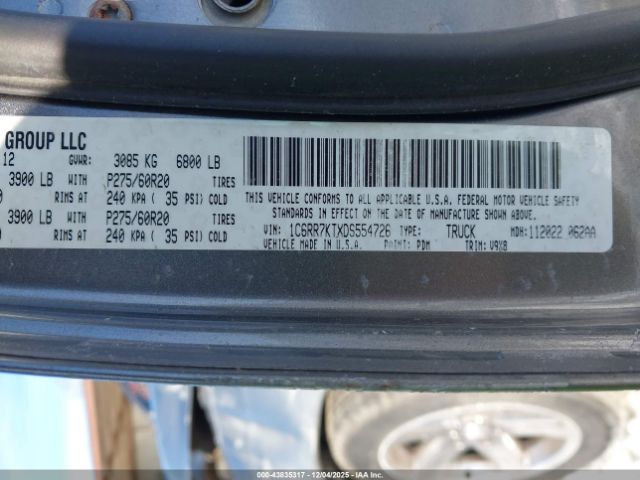 GROUP LLC
12 GVWR: 3085 KG 6800 LB
3900 LB WITH P275/60R20 TIRES
RIMS AT 240 KPA ( 35 PSI) COLD
3900 LB WITH P275/60R20 TIRES
RIMS AT 240 KPA ( 35 PSI) COLD
THIS VEHICLE CONFORMS TO ALL APPLICABLE U.S.A. FEDERAL MOTOR VEHICLE SAFETY
STANDARDS IN EFFECT ON THE DATE OF MANUFACTURE SHOWN ABOVE.
VIN: 1C6RR7KTXDS554726 TYPE: TRUCK MDH: 112022 062AA
VEHICLE MADE IN U.S.A. PAINT: PDM TRIM: V9X8
000-43835317 - 12/04/2025 - IAAI.COM